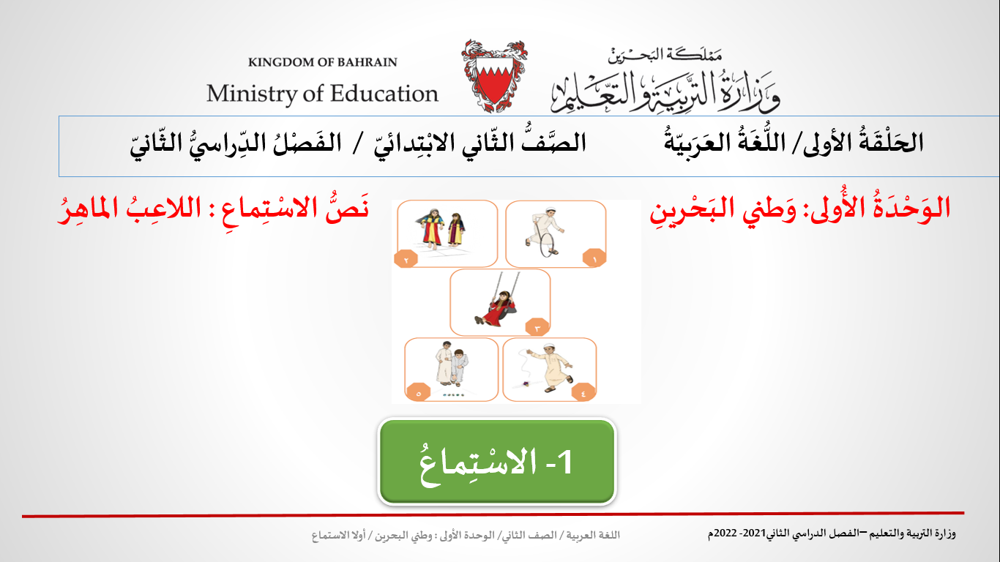 KINGDOM OF BAHRAIN
Ministry of Education
مَمْلَكَة البَحْرَيْن
وَزَارَةُ التَّرْبِيَةِ وَالتَّعْلِيمِ
الحَلْقَةُ الأولى/ اللُّغَةُ العَرَبيّةُ الصَّفُّ الثّاني الابْتِدائيّ / الفَصْلُ الدِّراسيُّ الثّانيّ
الوَحْدَةُ الأُولى: وَطني البَحْرينِ
نَصُّ الاسْتِماعِ : اللاعِبُ الماهِرُ
١
٢
٣
٤
٥
1- الاسْتِماعُ
وزارة التربية والتعليم –الفصل الدراسي الثاني2021- 2022م
اللغة العربية / الصف الثاني/ الوحدة الأولى : وطني البحرين / أولا الاستماع